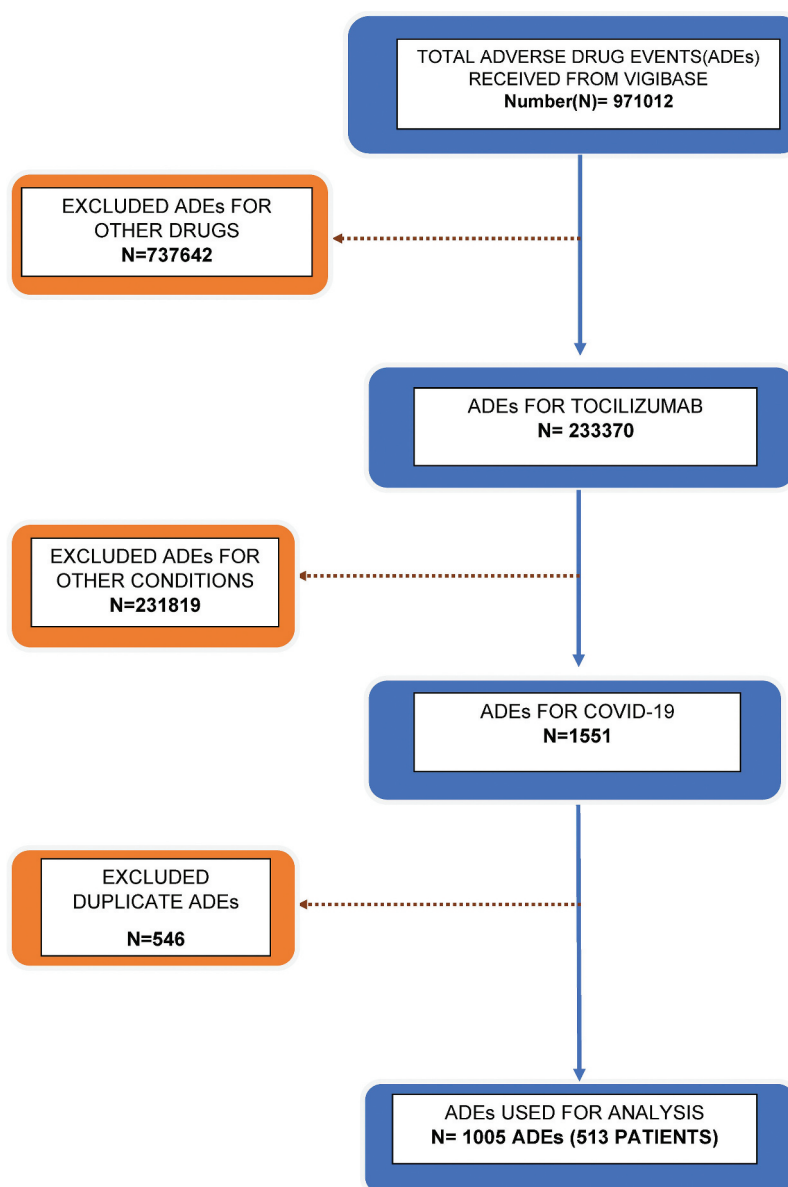 TOTAL ADVERSE DRUG EVENTS(ADEs)
RECEIVED FROM VIGIBASE
Number(N)= 971012
EXCLUDED ADEs FOR
OTHER DRUGS
N=737642
ADEs FOR TOCILIZUMAB
N= 233370
EXCLUDED ADEs FOR
OTHER CONDITIONS
N=231819
ADEs FOR COVID-19
N=1551
EXCLUDED
DUPLICATE ADEs
N=546
ADEs USED FOR ANALYSIS
N= 1005 ADEs (513 PATIENTS)